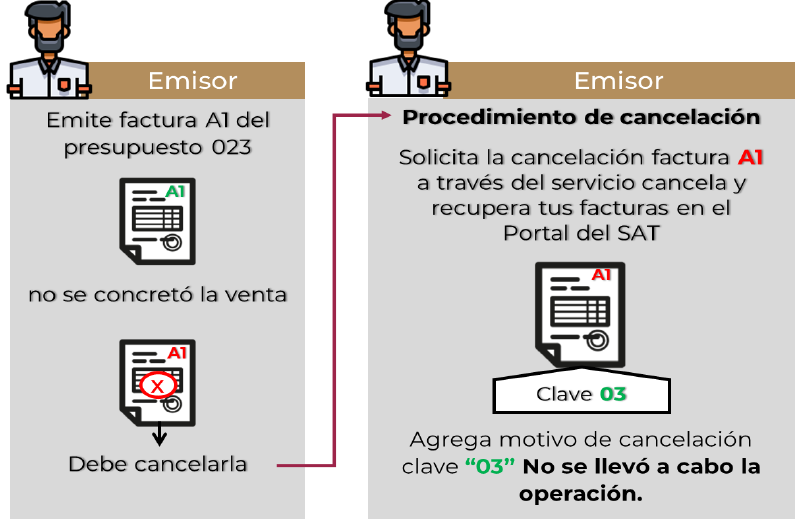 Emisor
Emite factura A1 del
presupuesto 023
A1
no se concretó la venta
A1
X
Debe cancelarla
Emisor
Procedimiento de cancelación
Solicita la cancelación factura A1
a través del servicio cancela y
recupera tus facturas en el
Portal del SAT
A1
Clave 03
Agrega motivo de cancelación
clave “03” No se llevó a cabo la
operación.